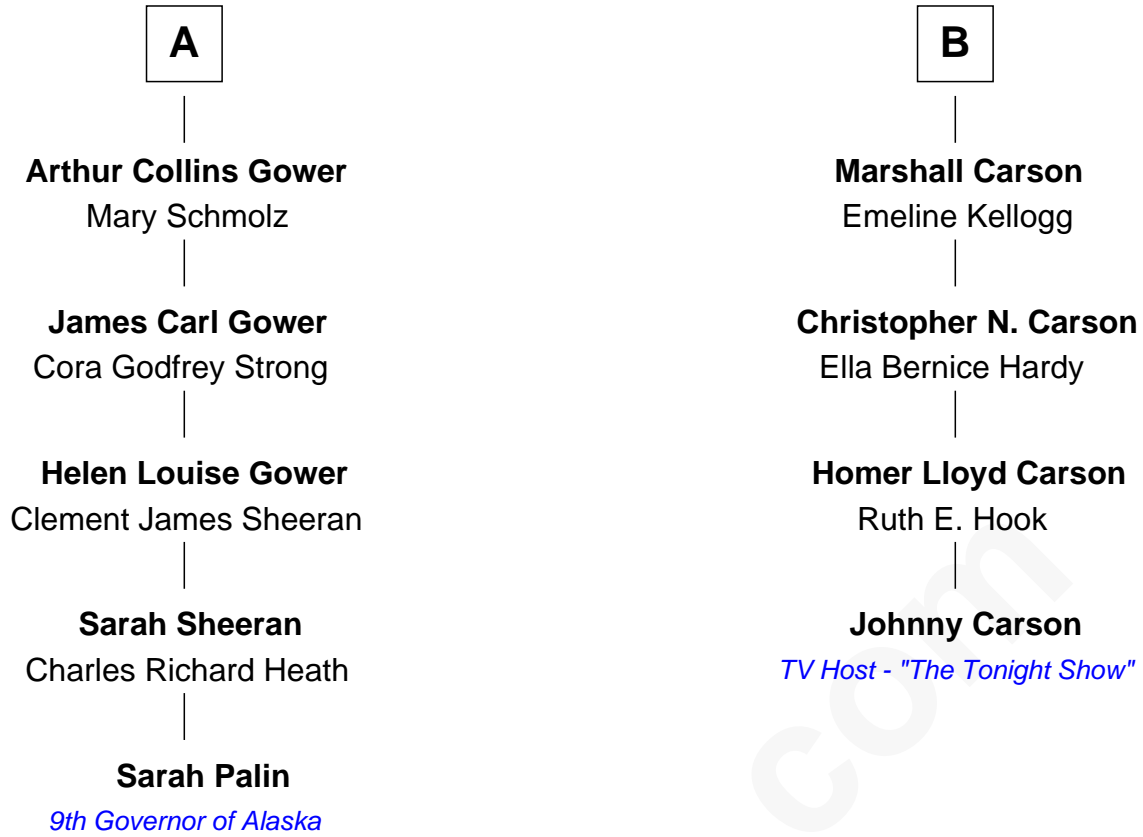 A
Arthur Collins Gower
Mary Schmolz
James Carl Gower
Cora Godfrey Strong
Helen Louise Gower
Clement James Sheeran
Sarah Sheeran
Charles Richard Heath
Sarah Palin
9th Governor of Alaska
B
Marshall Carson
Emeline Kellogg
Christopher N. Carson
Ella Bernice Hardy
Homer Lloyd Carson
Ruth E. Hook
Johnny Carson
TV Host - "The Tonight Show"
com